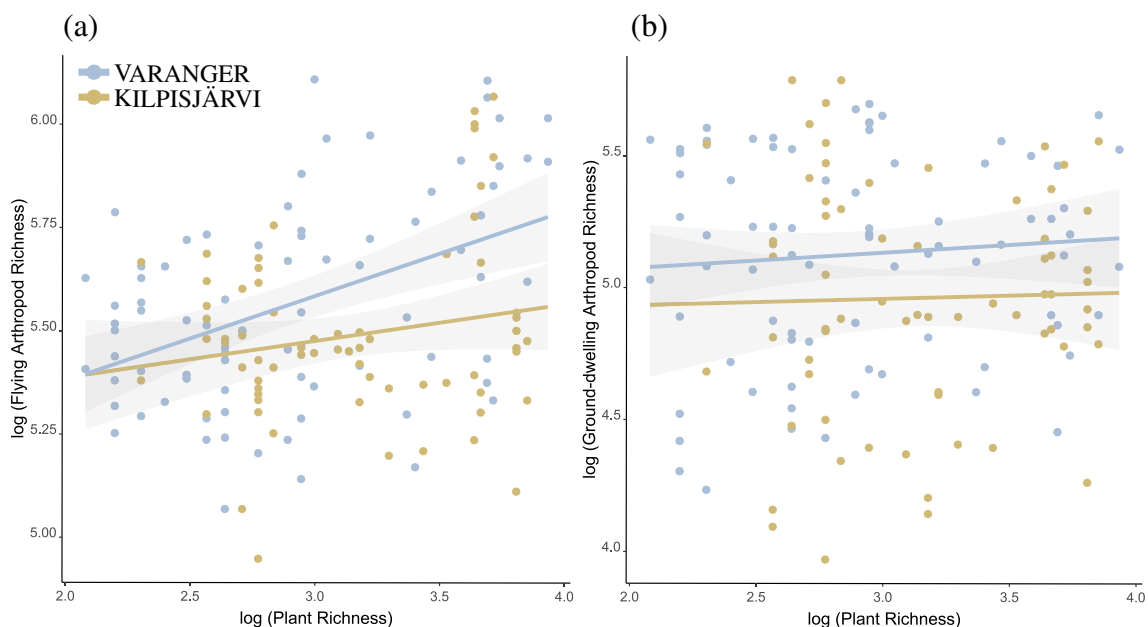 (a)
VARANGER
KILPISJÄRVI
log (Flying Arthropod Richness)
6.00
5.75
5.50
5.25
5.00
2.0 2.5 3.0 3.5 4.0
log (Plant Richness)
(b)
log (Ground-dwelling Arthropod Richness)
5.5
5.0
4.5
4.0
2.0 2.5 3.0 3.5 4.0
log (Plant Richness)